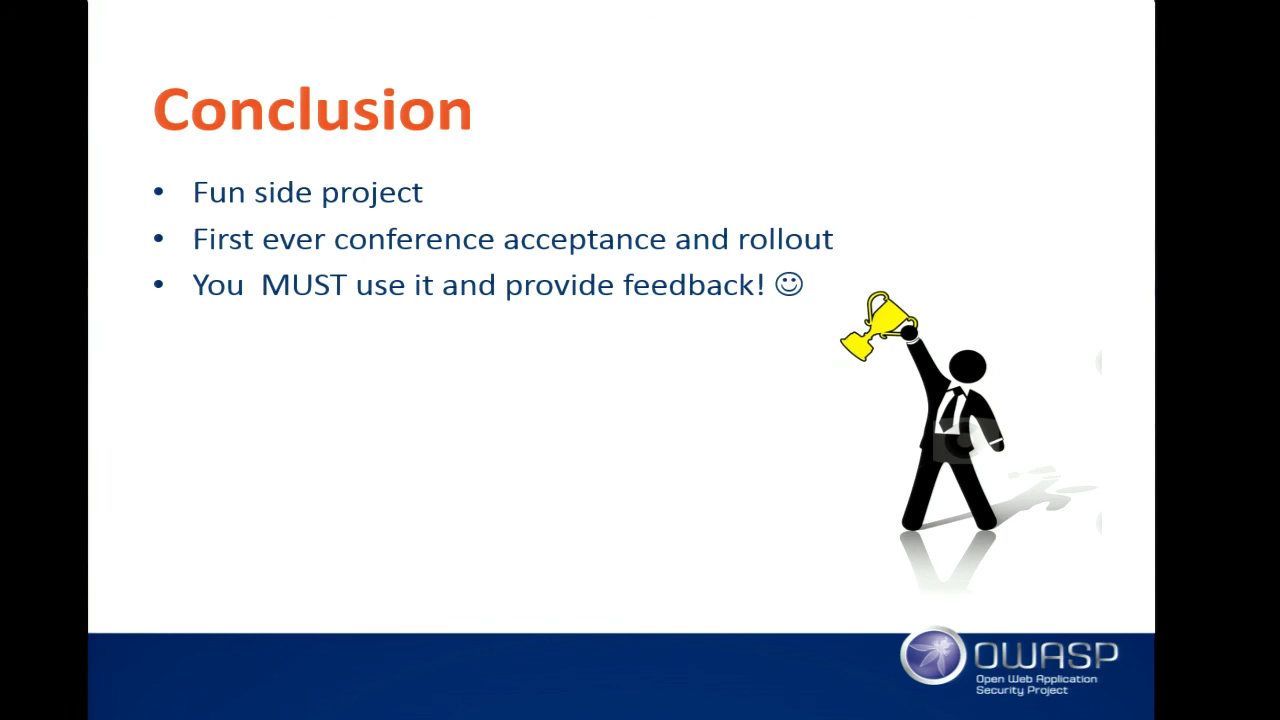 Conclusion
• Fun side project
• First ever conference acceptance and rollout
• You  MUST use it and provide feedback! ☺
OWASP
Open Web Application
Security Project